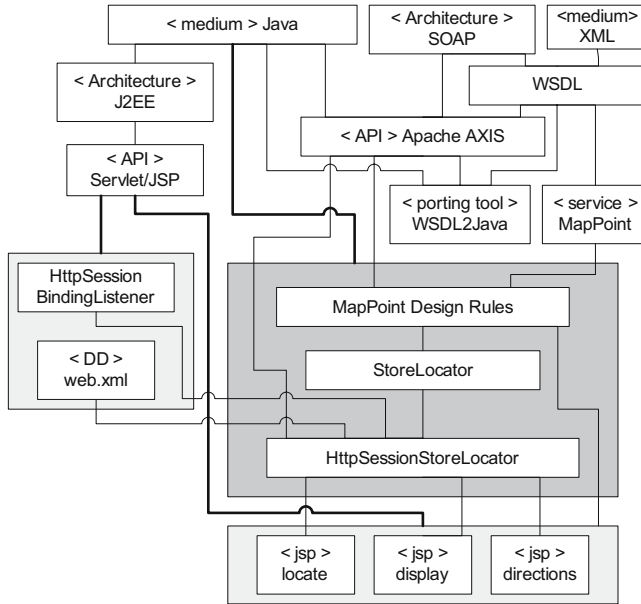 < medium > Java
< Architecture >
SOAP
<medium>
XML
< Architecture >
J2EE
WSDL
< API > Apache AXIS
< API >
Servlet/JSP
< porting tool >
WSDL2Java
< service >
MapPoint
HttpSession
BindingListener
MapPoint Design Rules
< DD >
web.xml
StoreLocator
HttpSessionStoreLocator
< jsp >
locate
< jsp >
display
< jsp >
directions